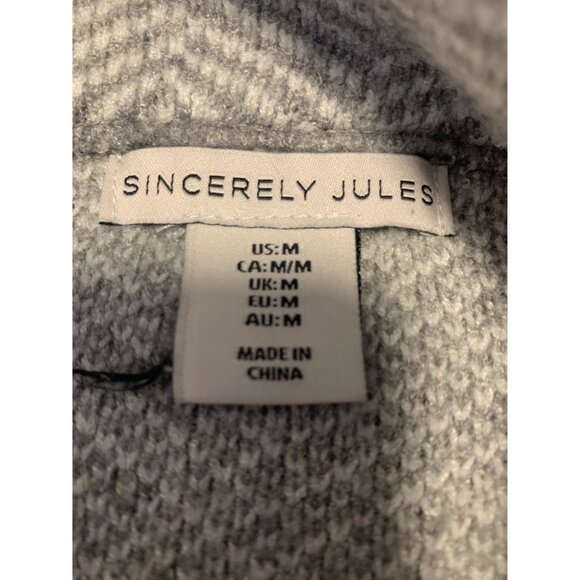 SINCERELY JULES
US:M
CA:M/M
UK:M
EU:M
AU:M
MADE IN
CHINA